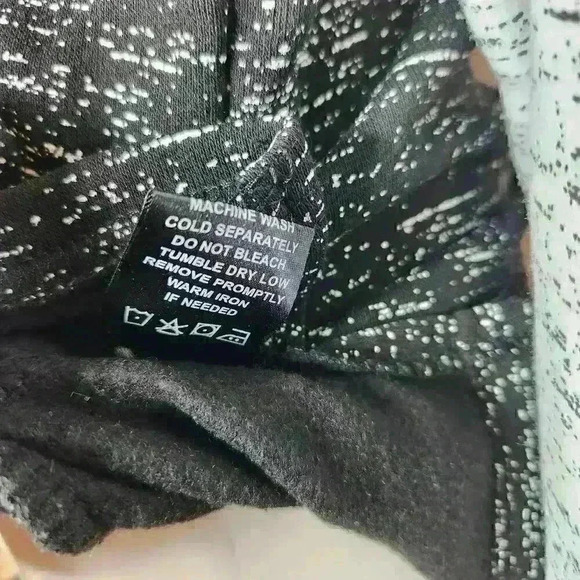 MACHINE WASH
COLD SEPARATELY
DO NOT BLEACH
TUMBLE DRY LOW
REMOVE PROMPTLY
WARM IRON
IF NEEDED